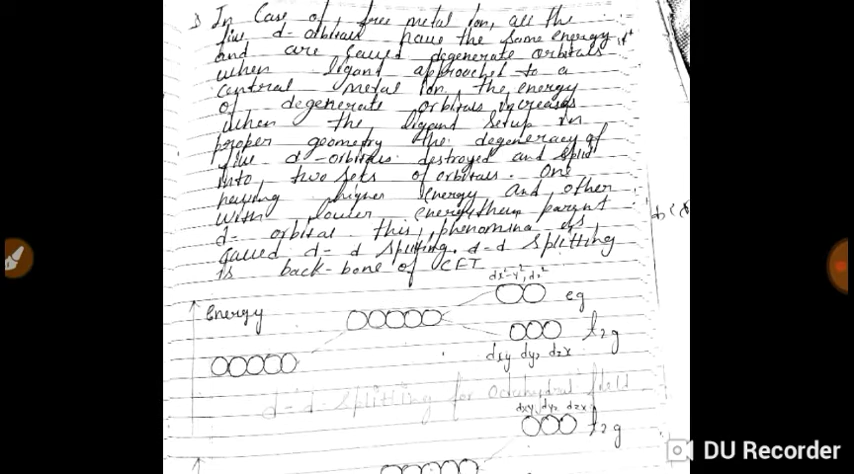 In Case of, free metal Ion, all the
five d-orbitals have the same energy
and are called degenerate orbitals
when ligand approached to a
central metal Ion, the energy
of degenerate orbitals increases
when the ligand setup in
proper geometry the degeneracy of
five d-orbitals destroyed and split
into two sets of orbitals. One
having higher energy and other
with lower energy then parent
d-orbital this phenomina is
called d-d splitting. d-d splitting
is back-bone of CFT
dx²-y², dz²
eg
Energy
t2g
dxy dyz dzx
d-d-splitting for octahydral field
dxy, dyz dzx
t2g
DU Recorder